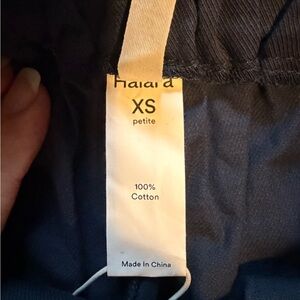 Halara
XS
petite
100%
Cotton
Made In China